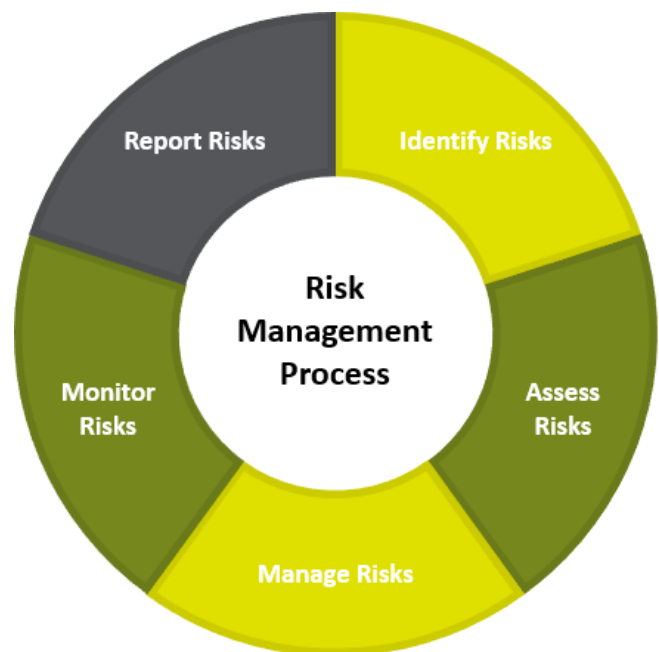 Risk
Management
Process
Identify Risks
Assess
Risks
Manage Risks
Monitor
Risks
Report Risks